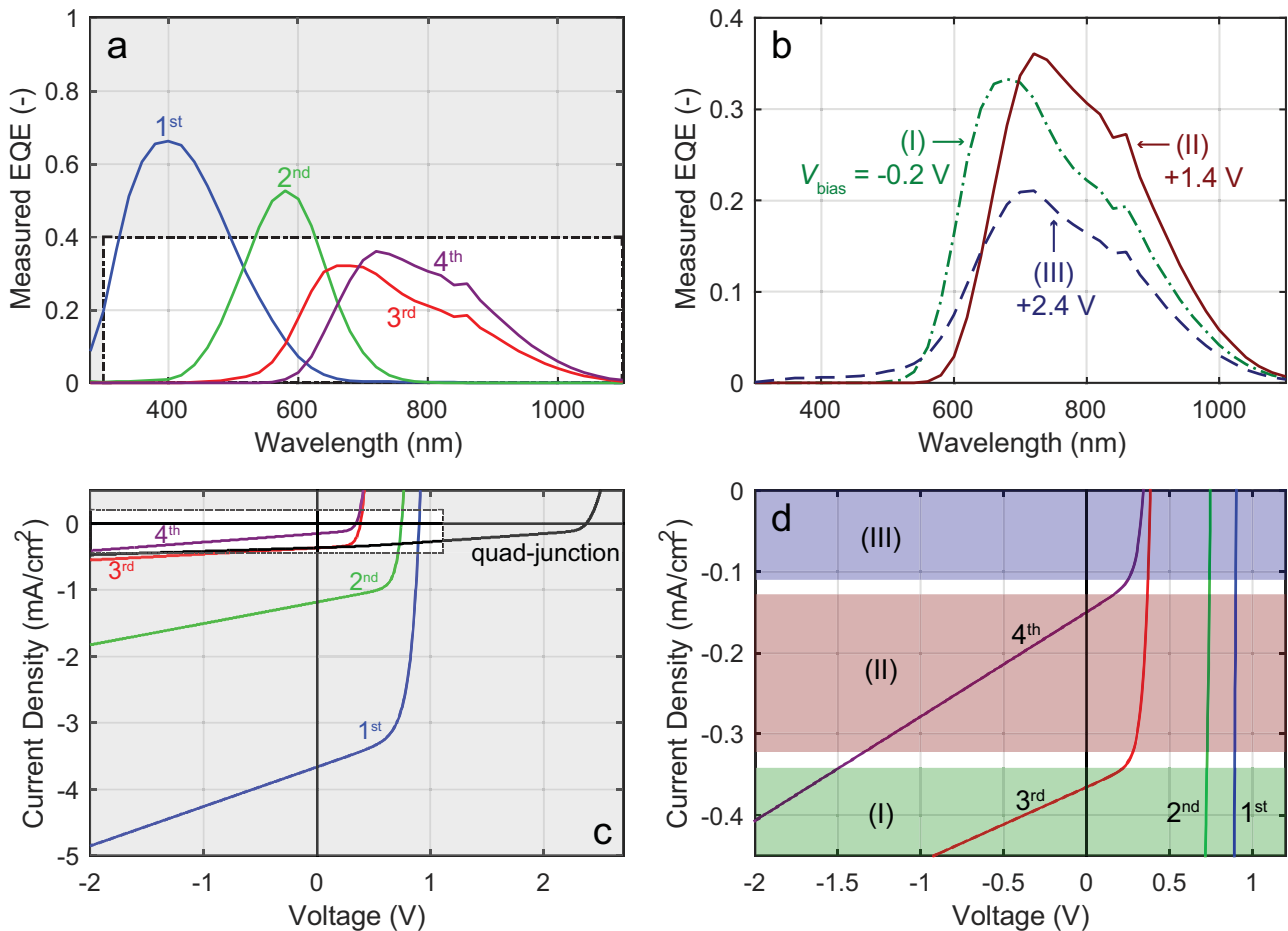 a
Measured EQE (-)
1
0.8
0.6
0.4
0.2
0
1st
2nd
3rd
4th
400
600
800
1000
Wavelength (nm)
b
Measured EQE (-)
0.4
0.3
0.2
0.1
0
(I)
Vbias = -0.2 V
(II)
+1.4 V
(III)
+2.4 V
400
600
800
1000
Wavelength (nm)
Current Density (mA/cm²)
0
-1
-2
-3
-4
-5
4th
3rd
quad-junction
2nd
1st
c
-2
-1
0
1
2
Voltage (V)
Current Density (mA/cm²)
0
-0.1
-0.2
-0.3
-0.4
d
(III)
4th
(II)
3rd
(I)
2nd
1st
-2
-1.5
-1
-0.5
0
0.5
1
Voltage (V)